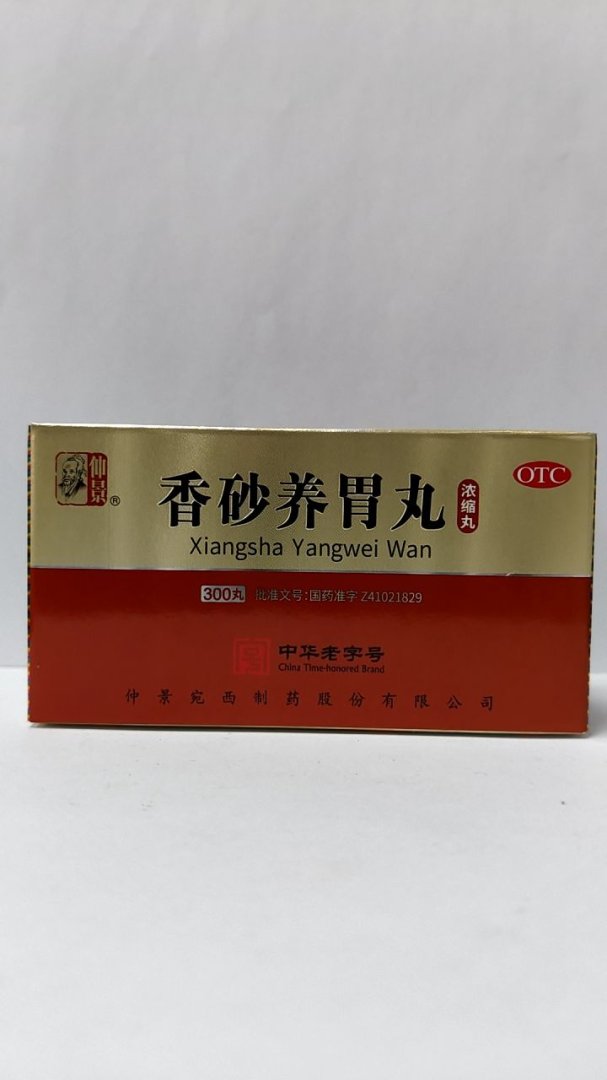 仲景®
香砂养胃丸 浓缩丸
OTC
Xiangsha Yangwei Wan
300丸 批准文号:国药准字 Z41021829
中华老字号
China Time-honored Brand
仲景宛西制药股份有限公司